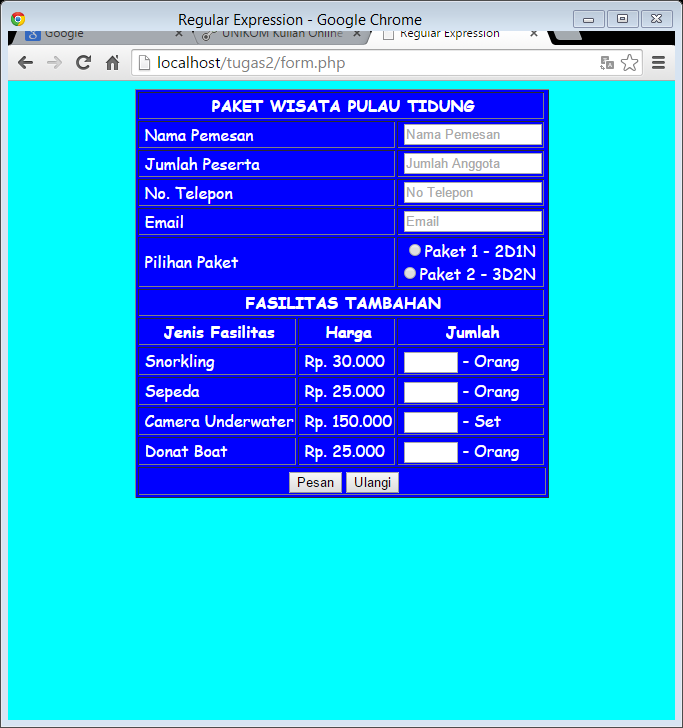 Regular Expression - Google Chrome
Google UNIKOM Kuliah Online Regular Expression
localhost/tugas2/form.php
PAKET WISATA PULAU TIDUNG
Nama Pemesan Nama Pemesan
Jumlah Peserta Jumlah Anggota
No. Telepon No Telepon
Email Email
Pilihan Paket
Paket 1 - 2D1N
Paket 2 - 3D2N
FASILITAS TAMBAHAN
Jenis Fasilitas Harga Jumlah
Snorkling Rp. 30.000 - Orang
Sepeda Rp. 25.000 - Orang
Camera Underwater Rp. 150.000 - Set
Donat Boat Rp. 25.000 - Orang
Pesan Ulangi